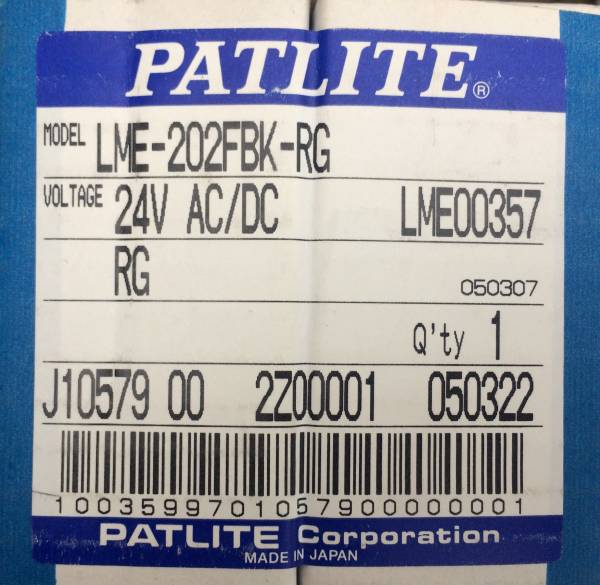 PATLITE®
MODEL LME-202FBK-RG
VOLTAGE 24V AC/DC LME00357
RG 050307
Q'ty 1
J10579 00 2Z00001 050322
1003599701057900000001
PATLITE Corporation
MADE IN JAPAN